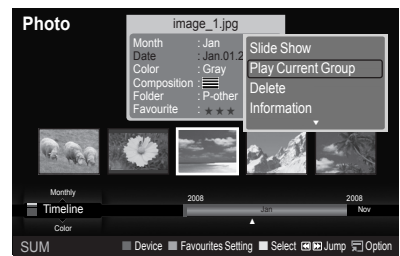 Photo
image_1.jpg
Month : Jan
Date : Jan.01.2
Color : Gray
Composition :
Folder : P-other
Favourite : ★ ★ ★
Slide Show
Play Current Group
Delete
Information
Monthly
Timeline
Color
2008
2008
Jan
Nov
SUM
Device
Favourites Setting
Select
Jump
Option